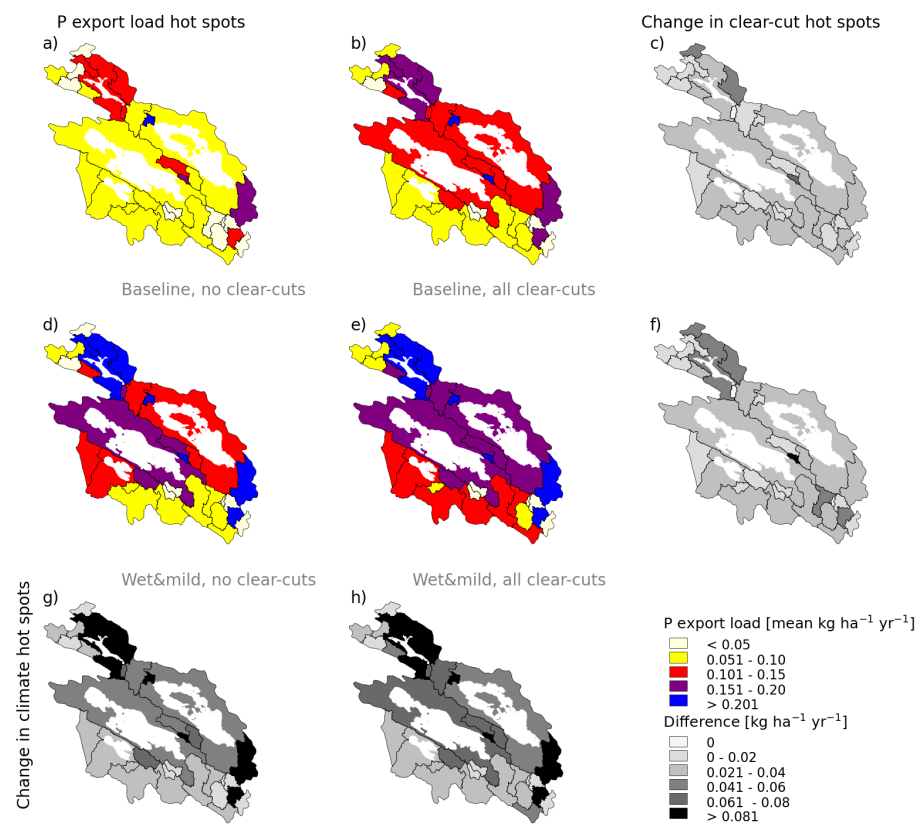 P export load hot spots
Change in clear-cut hot spots
a)
b)
c)
Baseline, no clear-cuts
Baseline, all clear-cuts
d)
e)
f)
Wet&mild, no clear-cuts
Wet&mild, all clear-cuts
Change in climate hot spots
g)
h)
P export load [mean kg ha⁻¹ yr⁻¹]
< 0.05
0.051 - 0.10
0.101 - 0.15
0.151 - 0.20
> 0.201
Difference [kg ha⁻¹ yr⁻¹]
0
0 - 0.02
0.021 - 0.04
0.041 - 0.06
0.061 - 0.08
> 0.081